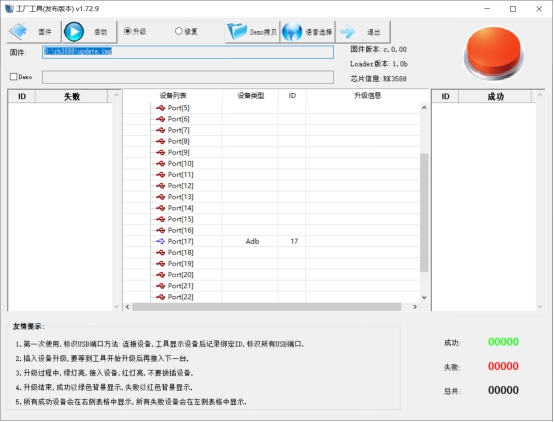 工厂工具(发布版本) v1.72.9
固件 启动 升级 修复 Demo拷贝 语言选择 退出
固件: D:\rk3588\update.img
固件版本:c.0.00
Loader版本:1.0b
芯片信息:RK3588
Demo
ID 失败
设备列表 设备类型 ID 升级信息
ID 成功
Port[5]
Port[6]
Port[7]
Port[8]
Port[9]
Port[10]
Port[11]
Port[12]
Port[13]
Port[14]
Port[15]
Port[16]
Port[17] Adb 17
Port[18]
Port[19]
Port[20]
Port[21]
Port[22]
友情提示:
1.第一次使用,标识USB端口方法:连接设备,工具显示设备后记录绑定ID.标识所有USB端口.
2.插入设备升级,要等到工具开始升级后再接入下一台.
3.升级过程中,绿灯亮,接入设备,红灯亮,不要拔插设备.
4.升级结束,成功以绿色背景显示,失败以红色背景显示.
5.所有成功设备会在右侧表格中显示,所有失败设备会在左侧表格中显示.
成功: 00000
失败: 00000
总共: 00000